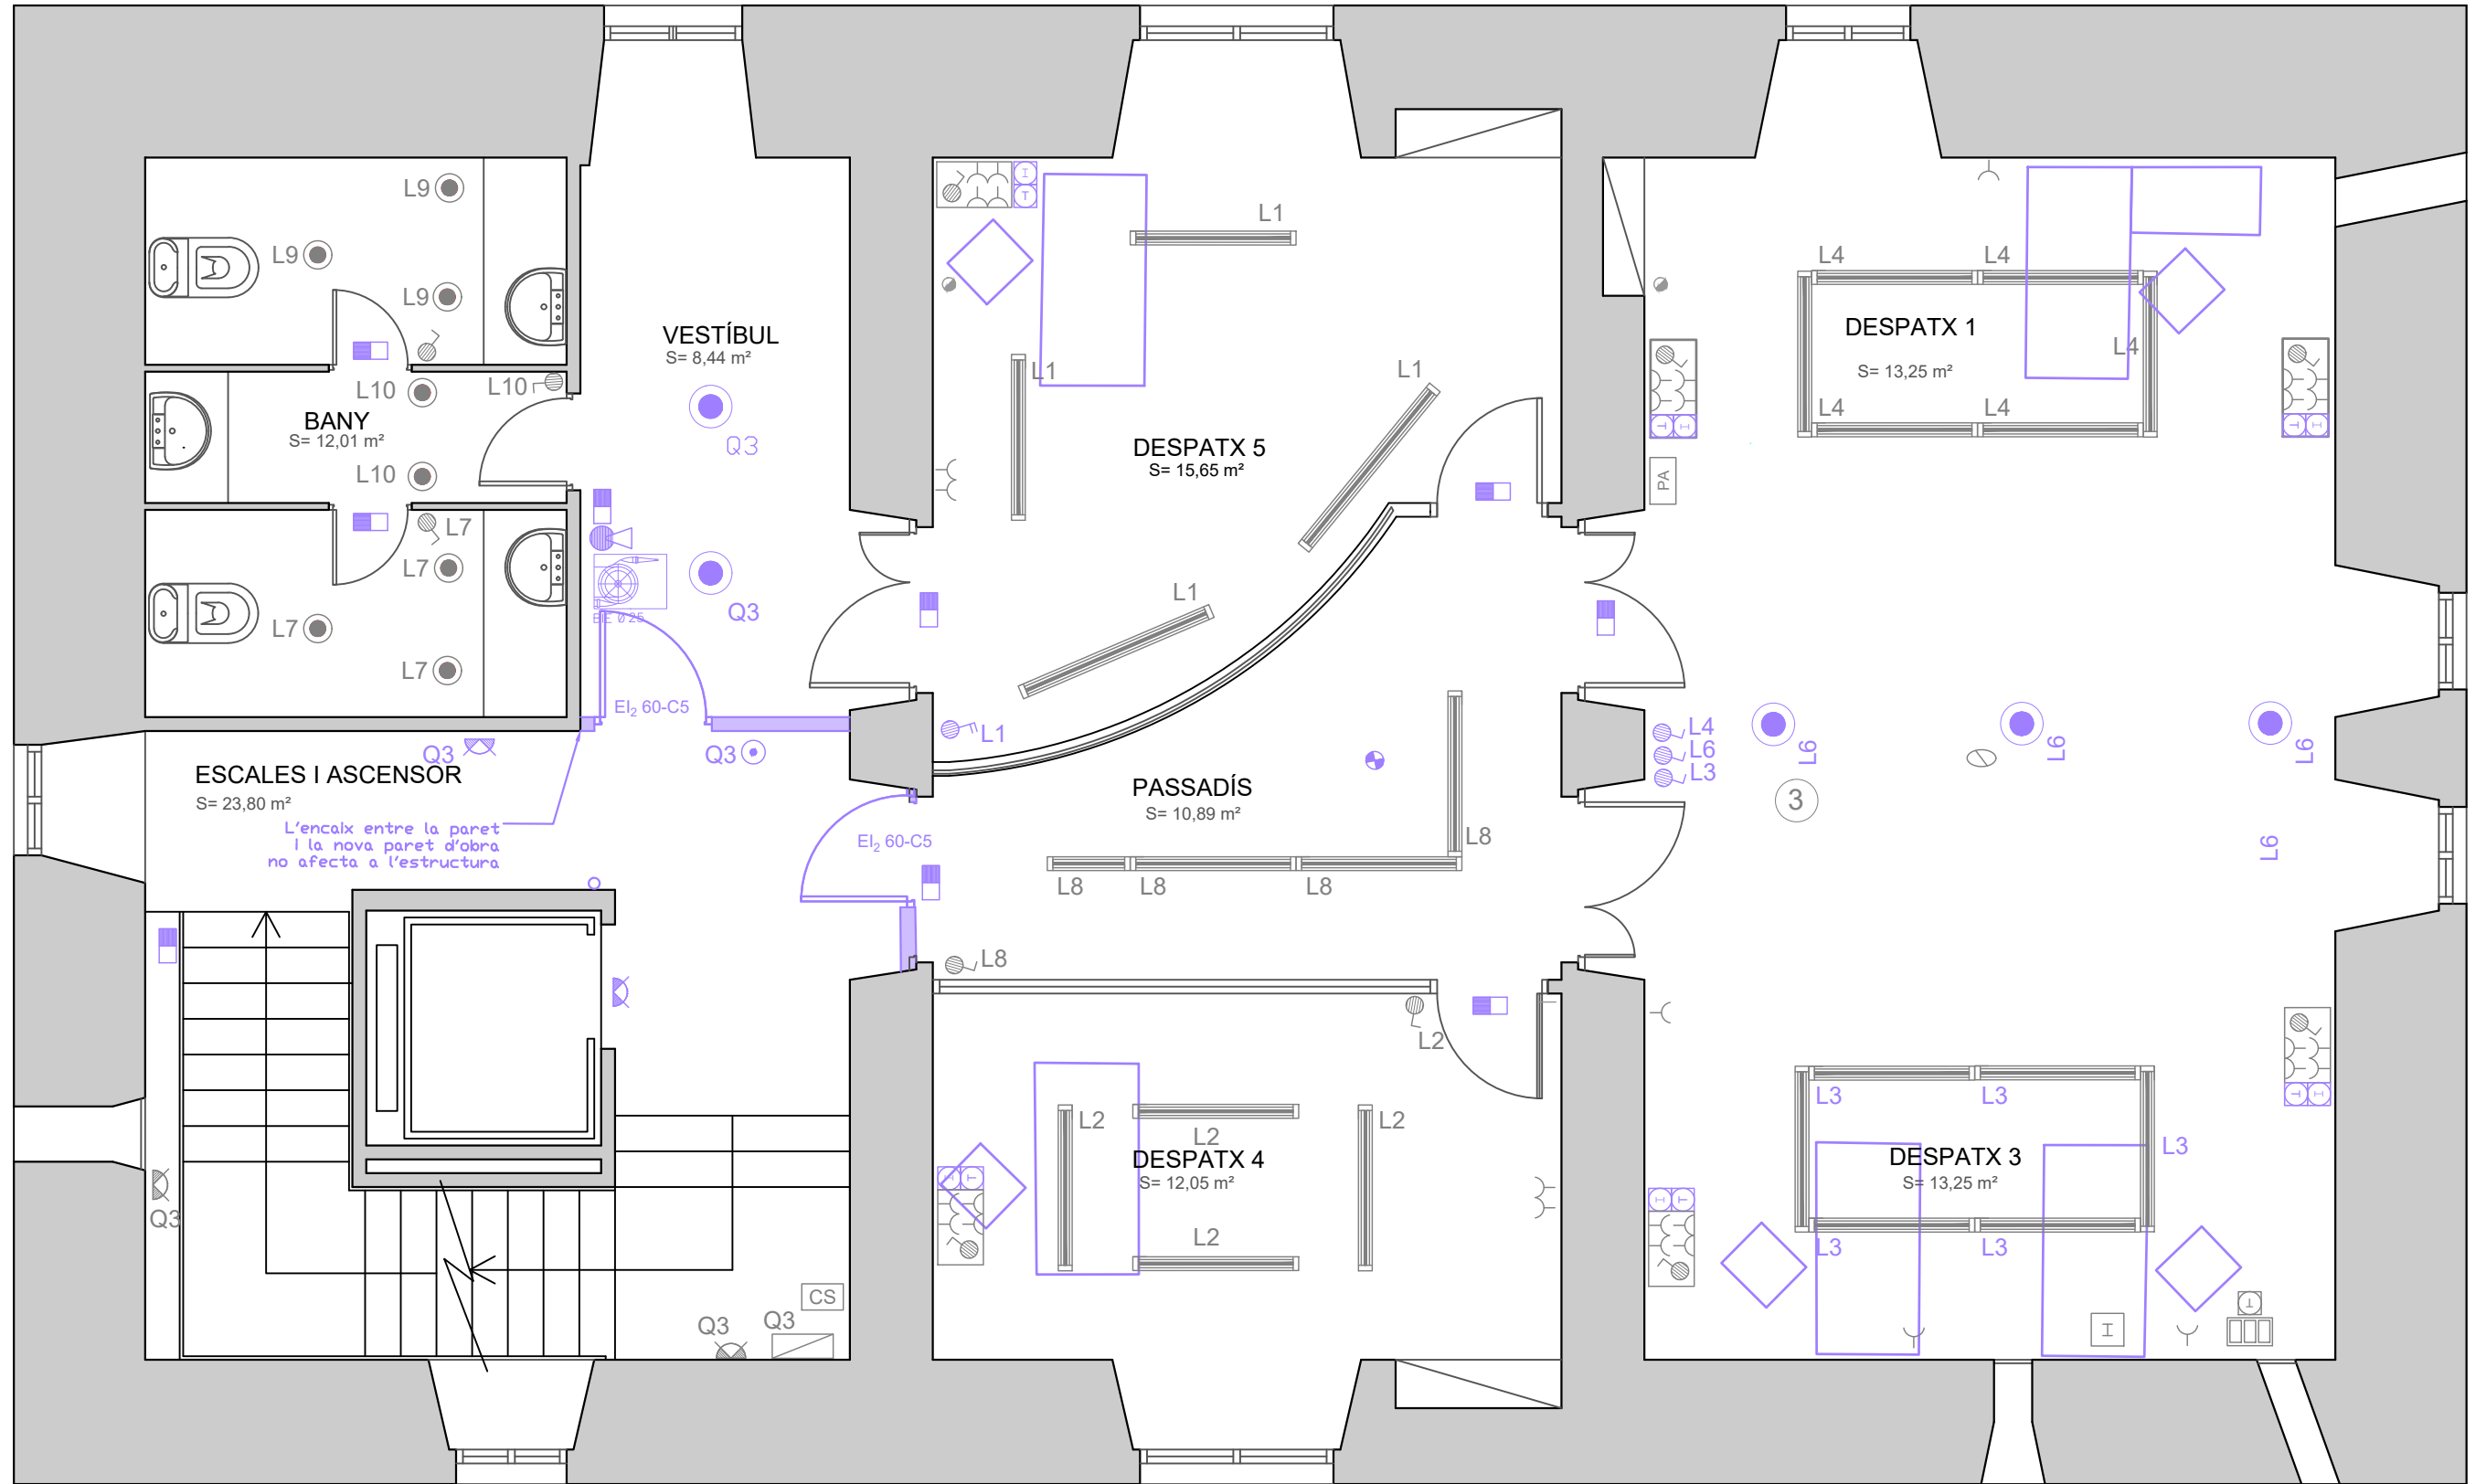 L9
L1
L9
L4
L4
L9
VESTÍBUL
S= 8,44 m²
DESPATX 1
L4
S= 13,25 m²
L1
L1
L10
L10
BANY
S= 12,01 m²
L4
L4
Q3
DESPATX 5
S= 15,65 m²
L10
PA
L7
L7
L1
Q3
BIE Ø 25
L7
L7
EI₂ 60-C5
L1
L4
L6
L3
L6
L6
L6
Q3
Q3
ESCALES I ASCENSOR
S= 23,80 m²
PASSADÍS
S= 10,89 m²
3
L'encaix entre la paret
i la nova paret d'obra
no afecta a l'estructura
EI₂ 60-C5
L8
L6
L8
L8
L8
L8
L2
L3
L3
L2
L2
L2
DESPATX 4
S= 12,05 m²
DESPATX 3
S= 13,25 m²
L3
Q3
L2
L3
L3
CS
Q3
Q3
I
T